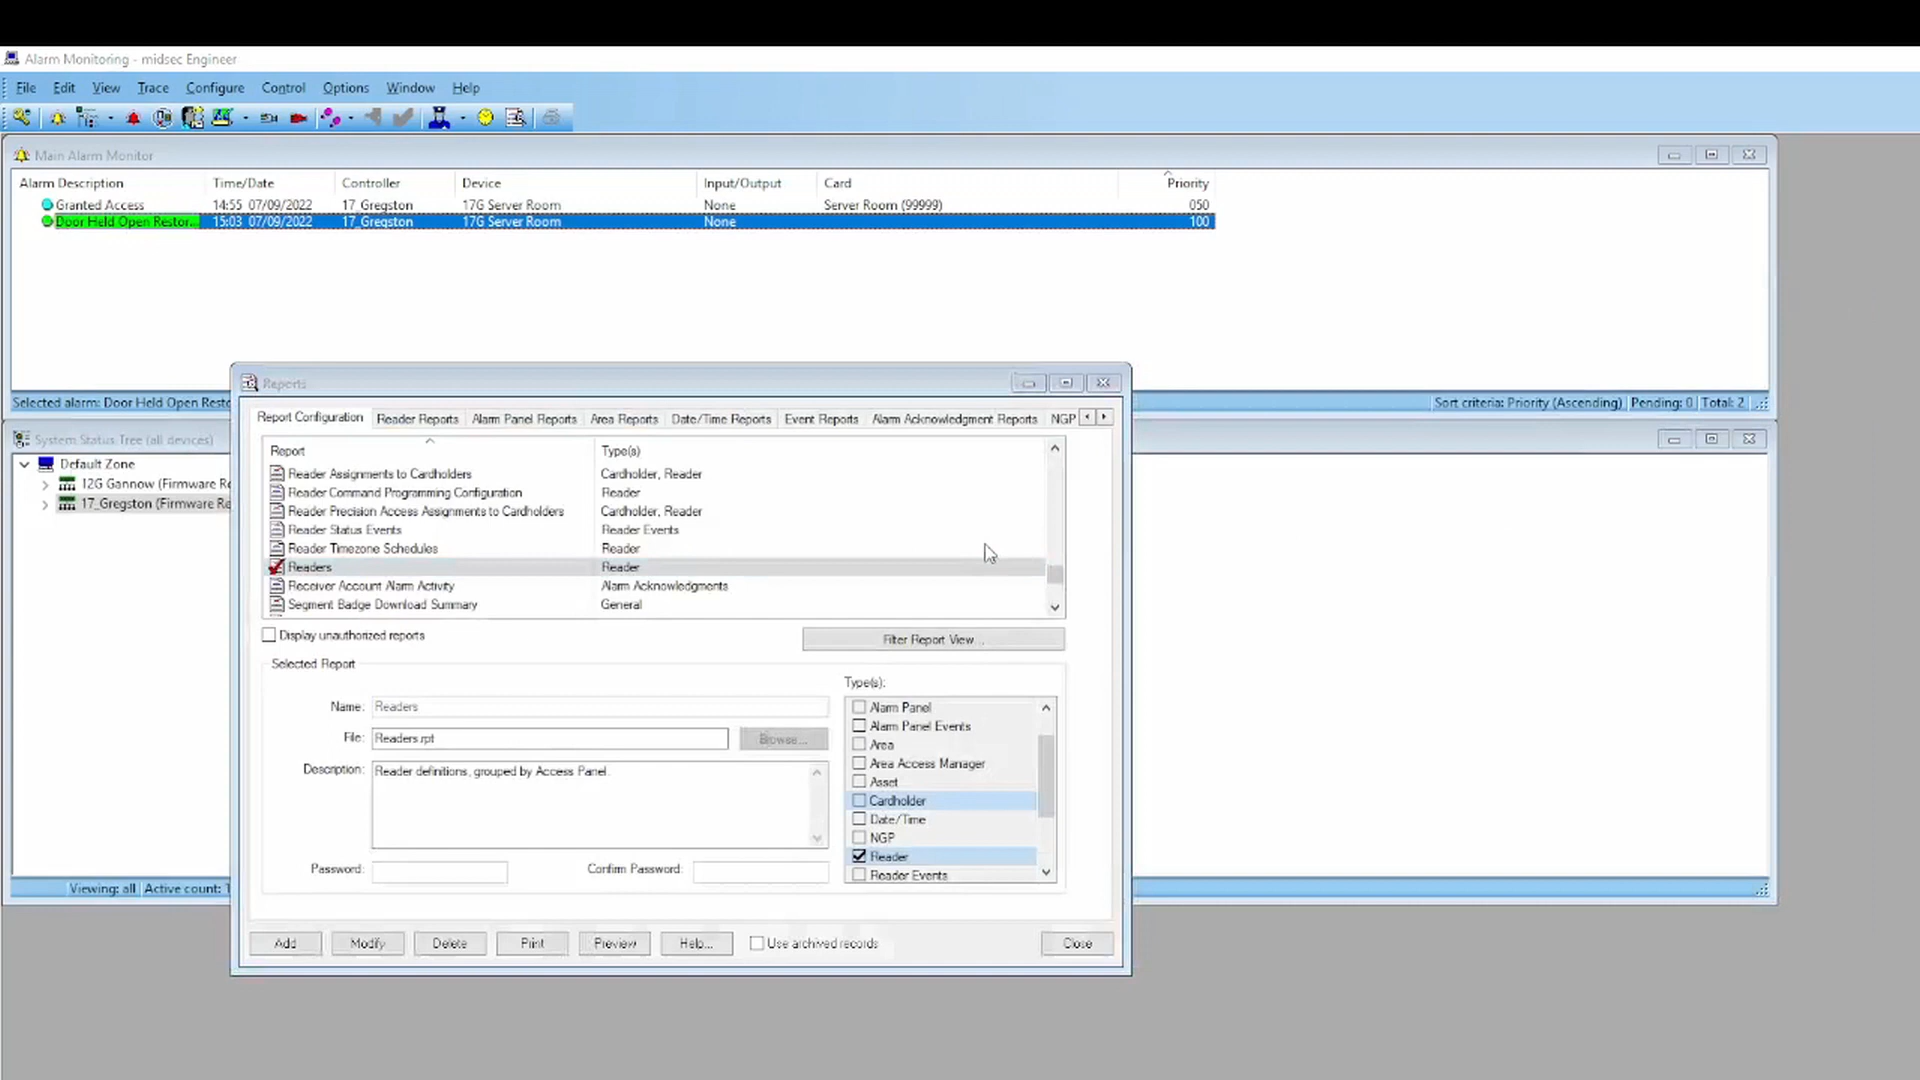 Alarm Monitoring - midsec Engineer
File Edit View Trace Configure Control Options Window Help
Main Alarm Monitor
Alarm Description Time/Date Controller Device Input/Output Card Priority
Granted Access 14:55 07/09/2022 17_Gregston 17G Server Room None Server Room (99999) 050
Door Held Open Restor... 15:03 07/09/2022 17_Gregston 17G Server Room None 100
Selected alarm: Door Held Open Resto
Sort criteria: Priority (Ascending) Pending: 0 Total: 2
System Status Tree (all devices)
Default Zone
12G Gannow (Firmware Re
17_Gregston (Firmware Re
Viewing: all Active count:
Reports
Report Configuration Reader Reports Alarm Panel Reports Area Reports Date/Time Reports Event Reports Alarm Acknowledgment Reports NGP
Report Type(s)
Reader Assignments to Cardholders Cardholder, Reader
Reader Command Programming Configuration Reader
Reader Precision Access Assignments to Cardholders Cardholder, Reader
Reader Status Events Reader Events
Reader Timezone Schedules Reader
Readers Reader
Receiver Account Alarm Activity Alarm Acknowledgments
Segment Badge Download Summary General
Display unauthorized reports
Filter Report View...
Selected Report
Name: Readers
File: Readers.rpt Browse...
Description: Reader definitions, grouped by Access Panel.
Password: Confirm Password:
Type(s):
Alarm Panel
Alarm Panel Events
Area
Area Access Manager
Asset
Cardholder
Date/Time
NGP
Reader
Reader Events
Add Modify Delete Print Preview Help... Use archived records Close